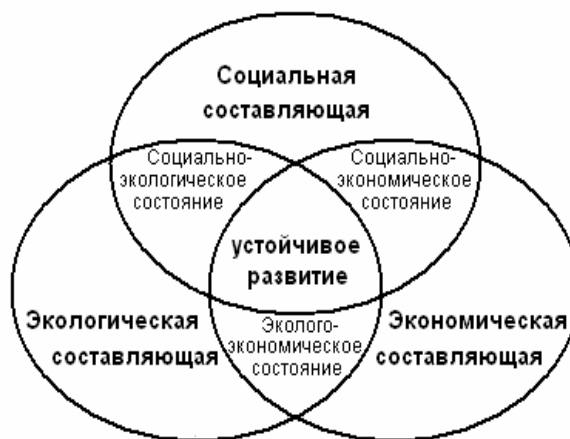 Социальная
составляющая
Социально-
экологическое
состояние
Социально-
экономическое
состояние
устойчивое
развитие
Экологическая
составляющая
Эколого-
экономическое
состояние
Экономическая
составляющая